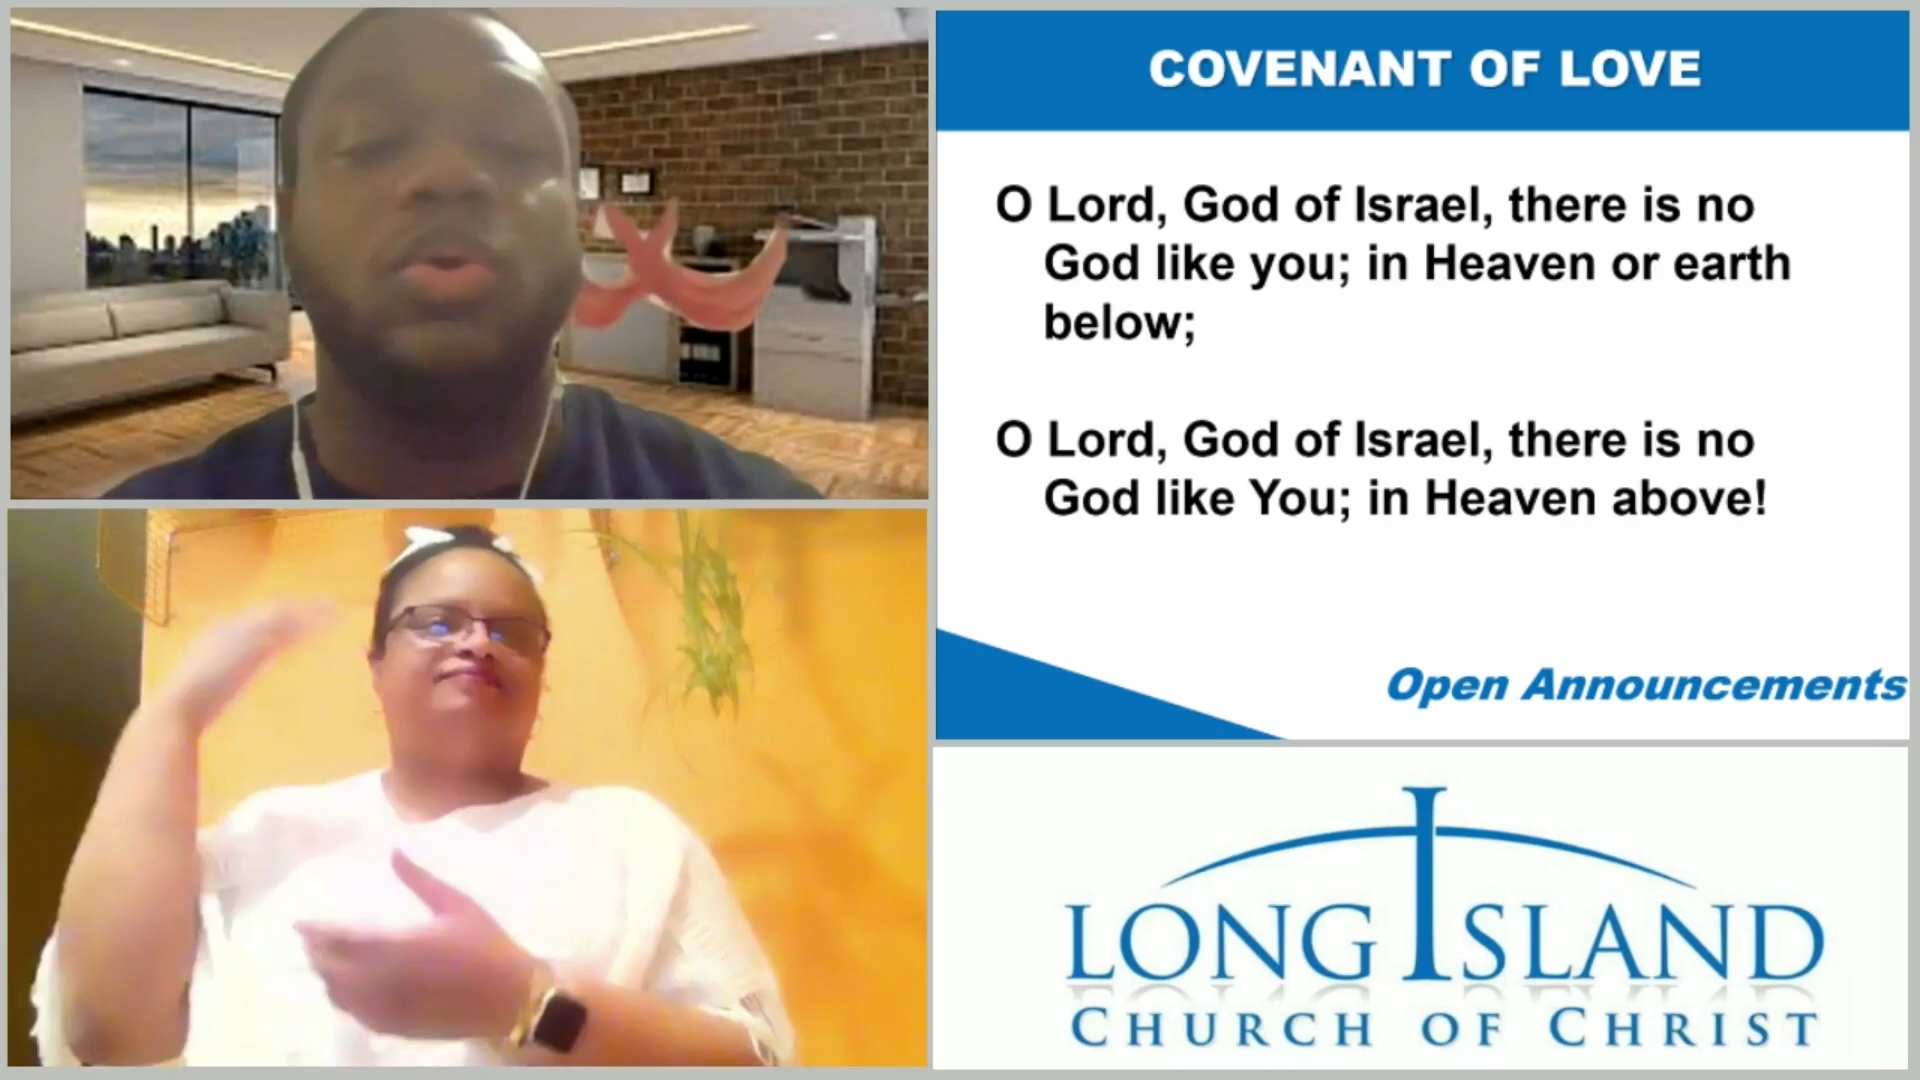 COVENANT OF LOVE
O Lord, God of Israel, there is no
God like you; in Heaven or earth
below;
O Lord, God of Israel, there is no
God like You; in Heaven above!
Open Announcements
LONG ISLAND
CHURCH OF CHRIST